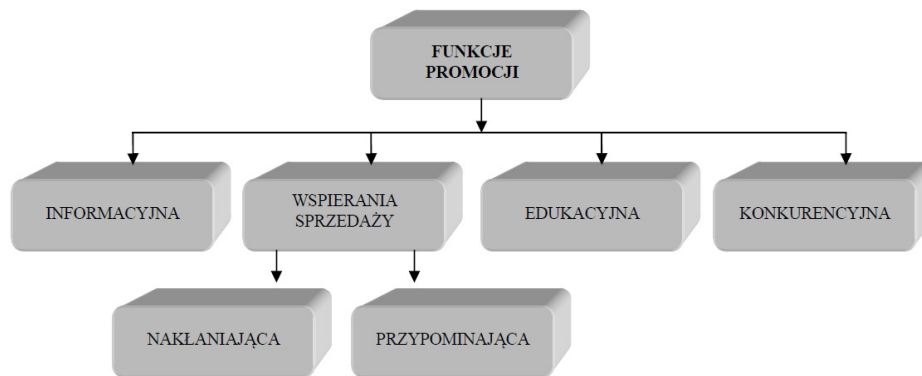 FUNKCJE
PROMOCJI
INFORMACYJNA
WSPIERANIA
SPRZEDAŻY
EDUKACYJNA
KONKURENCYJNA
NAKŁANIAJĄCA
PRZYPOMINAJĄCA